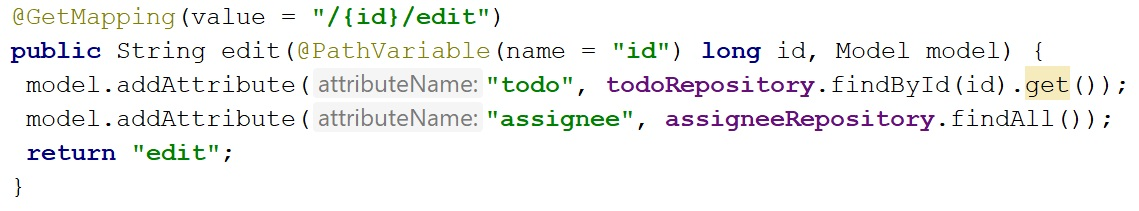 @GetMapping(value = "/{id}/edit")
public String edit(@PathVariable(name = "id") long id, Model model) {
 model.addAttribute( attributeName: "todo", todoRepository.findById(id).get());
 model.addAttribute( attributeName: "assignee", assigneeRepository.findAll());
 return "edit";
}